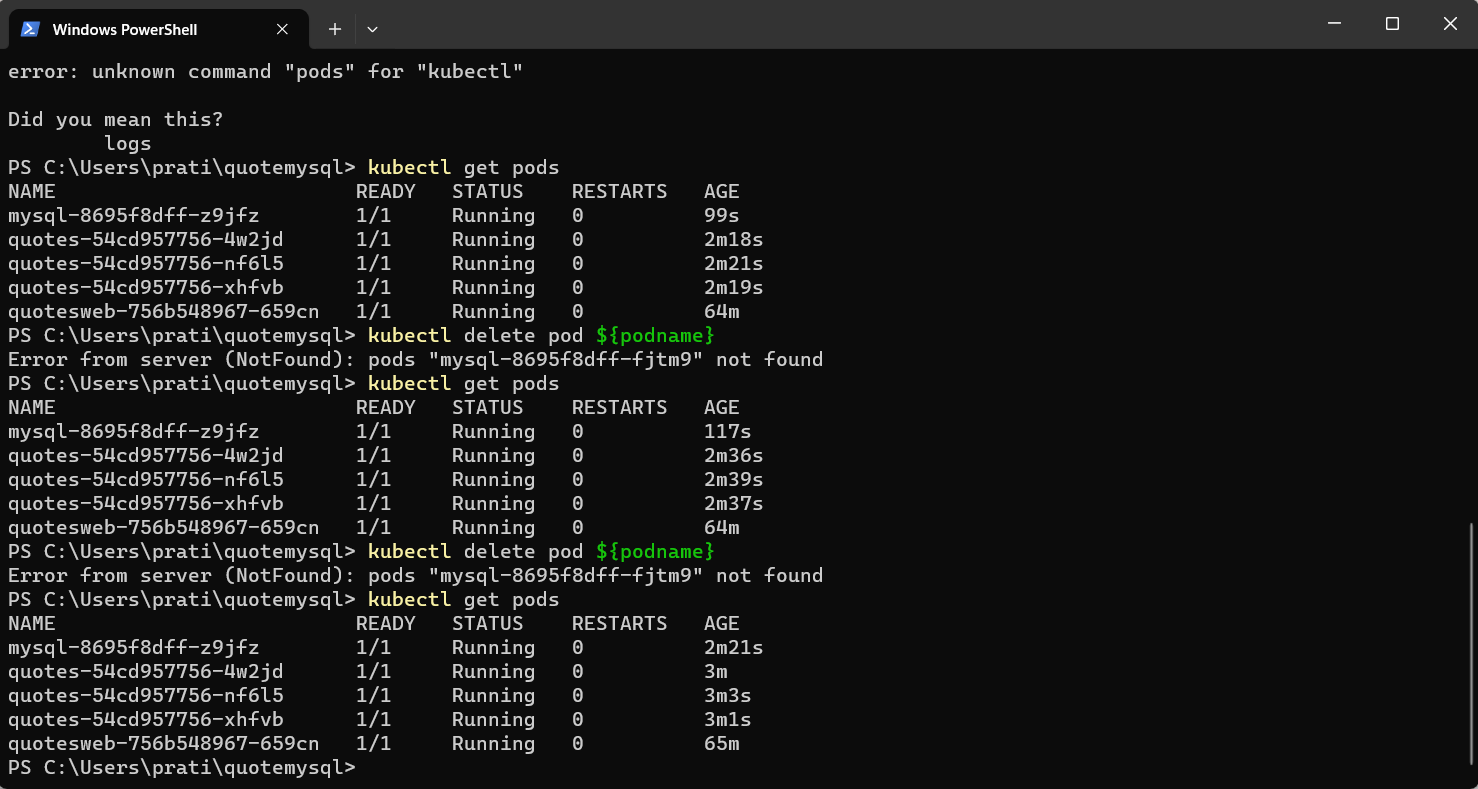 Windows PowerShell
error: unknown command "pods" for "kubectl"
Did you mean this?
logs
PS C:\Users\prati\quotemysql> kubectl get pods
NAME READY STATUS RESTARTS AGE
mysql-8695f8dff-z9jfz 1/1 Running 0 99s
quotes-54cd957756-4w2jd 1/1 Running 0 2m18s
quotes-54cd957756-nf6l5 1/1 Running 0 2m21s
quotes-54cd957756-xhfvb 1/1 Running 0 2m19s
quotesweb-756b548967-659cn 1/1 Running 0 64m
PS C:\Users\prati\quotemysql> kubectl delete pod ${podname}
Error from server (NotFound): pods "mysql-8695f8dff-fjtm9" not found
PS C:\Users\prati\quotemysql> kubectl get pods
NAME READY STATUS RESTARTS AGE
mysql-8695f8dff-z9jfz 1/1 Running 0 117s
quotes-54cd957756-4w2jd 1/1 Running 0 2m36s
quotes-54cd957756-nf6l5 1/1 Running 0 2m39s
quotes-54cd957756-xhfvb 1/1 Running 0 2m37s
quotesweb-756b548967-659cn 1/1 Running 0 64m
PS C:\Users\prati\quotemysql> kubectl delete pod ${podname}
Error from server (NotFound): pods "mysql-8695f8dff-fjtm9" not found
PS C:\Users\prati\quotemysql> kubectl get pods
NAME READY STATUS RESTARTS AGE
mysql-8695f8dff-z9jfz 1/1 Running 0 2m21s
quotes-54cd957756-4w2jd 1/1 Running 0 3m
quotes-54cd957756-nf6l5 1/1 Running 0 3m3s
quotes-54cd957756-xhfvb 1/1 Running 0 3m1s
quotesweb-756b548967-659cn 1/1 Running 0 65m
PS C:\Users\prati\quotemysql>